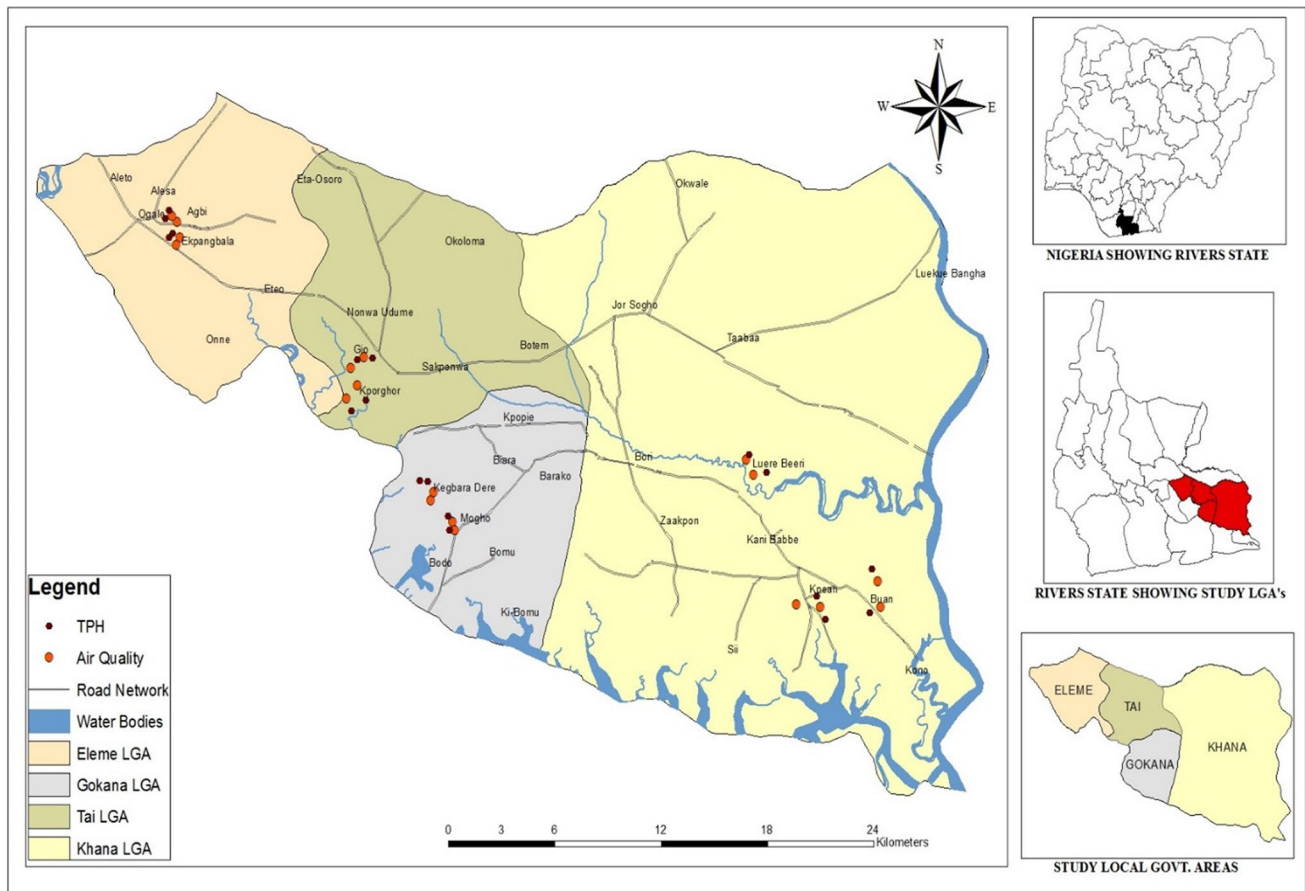 N
W
E
S
Aleto
Alesa
Ogale
Agbi
Ekpangbala
Eta-Osoro
Okoloma
Okwale
Luekue Bangha
Eteo
Onne
Nonwa Udume
Gio
Kporghor
Sakponwa
Botem
Jor Sogho
Taabaa
Kpopie
Biara
Barako
Bori
Luere Beeri
Kegbara Dere
Mogho
Bodo
Bomu
Ki-Bomu
Zaakpon
Kani Babbe
Kpean
Buan
Sii
Kono
Legend
TPH
Air Quality
Road Network
Water Bodies
Eleme LGA
Gokana LGA
Tai LGA
Khana LGA
0 3 6 12 18 24
Kilometers
NIGERIA SHOWING RIVERS STATE
RIVERS STATE SHOWING STUDY LGA's
ELEME
TAI
GOKANA
KHANA
STUDY LOCAL GOVT. AREAS